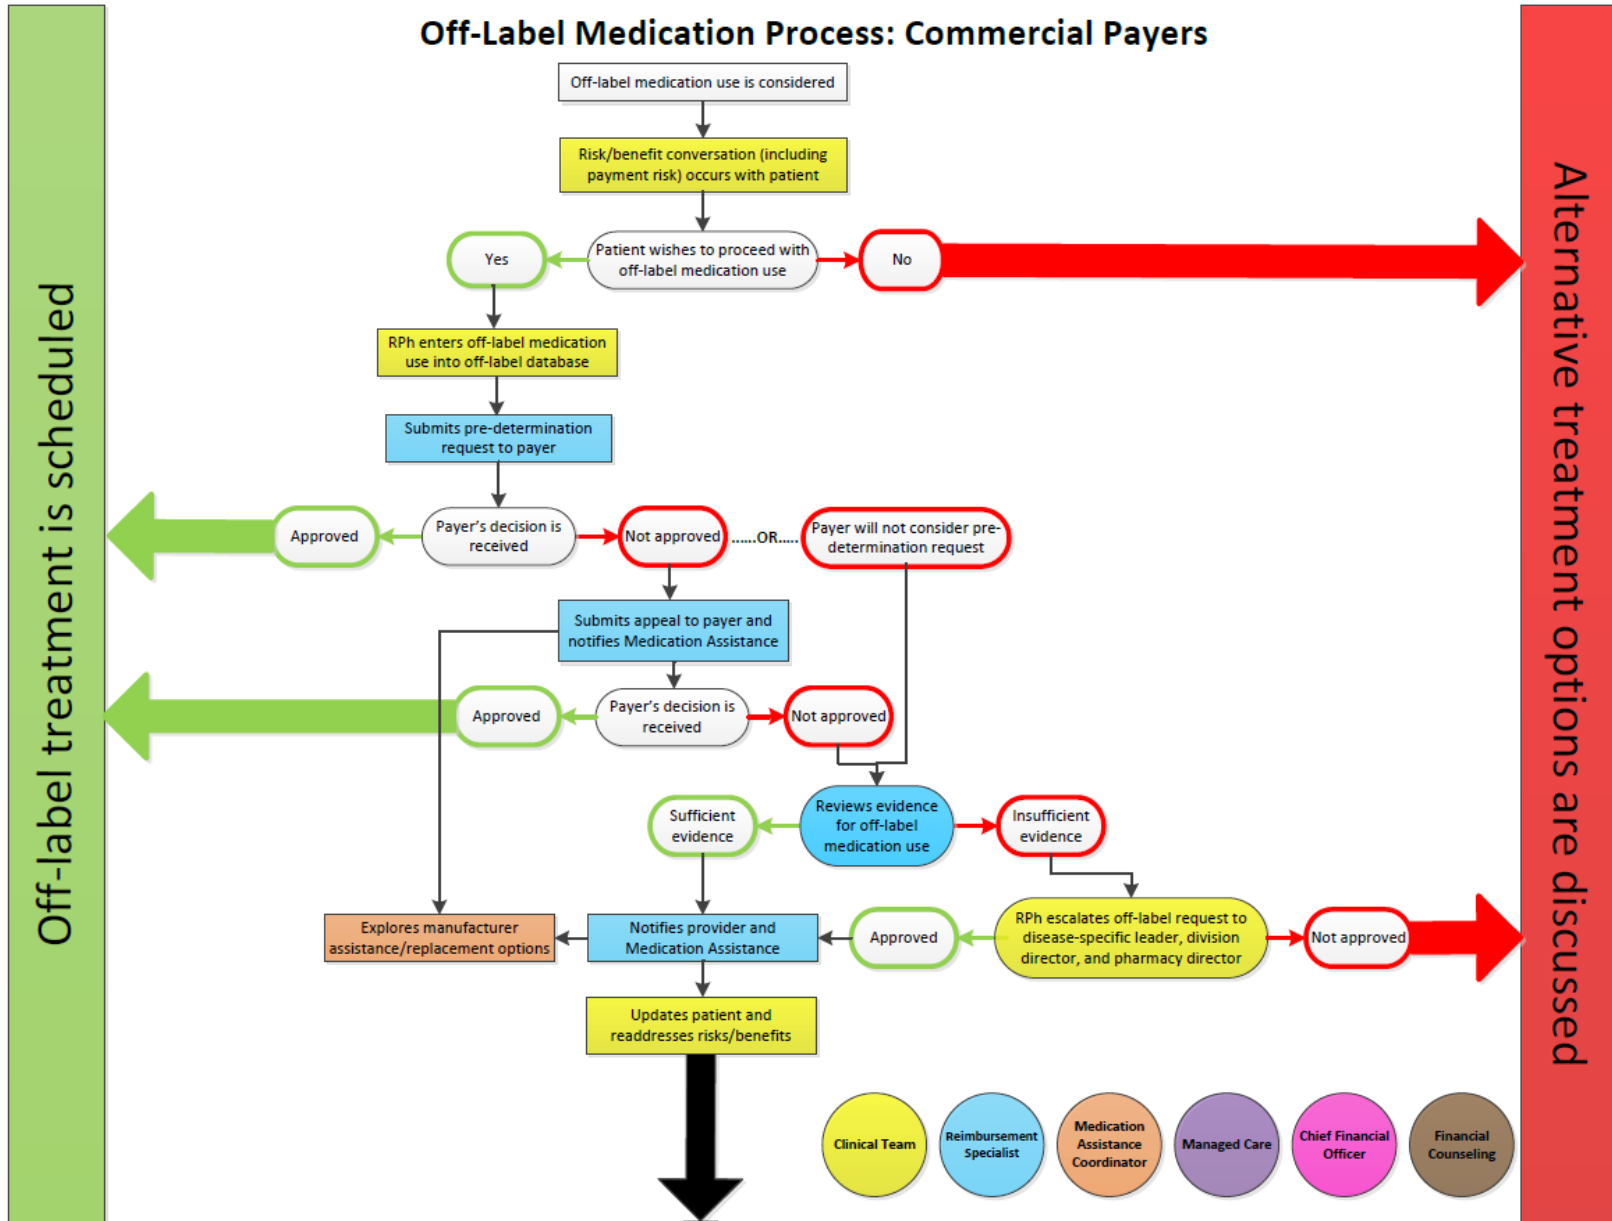 Off-Label Medication Process: Commercial Payers
Off-label treatment is scheduled
Alternative treatment options are discussed
Off-label medication use is considered
Risk/benefit conversation (including
payment risk) occurs with patient
Patient wishes to proceed with
off-label medication use
Yes
No
RPh enters off-label medication
use into off-label database
Submits pre-determination
request to payer
Payer's decision is
received
Approved
Not approved
......OR.....
Payer will not consider pre-
determination request
Submits appeal to payer and
notifies Medication Assistance
Approved
Payer's decision is
received
Not approved
Reviews evidence
for off-label
medication use
Sufficient
evidence
Insufficient
evidence
Explores manufacturer
assistance/replacement options
Notifies provider and
Medication Assistance
Approved
RPh escalates off-label request to
disease-specific leader, division
director, and pharmacy director
Not approved
Updates patient and
readdresses risks/benefits
Clinical Team
Reimbursement
Specialist
Medication
Assistance
Coordinator
Managed Care
Chief Financial
Officer
Financial
Counseling